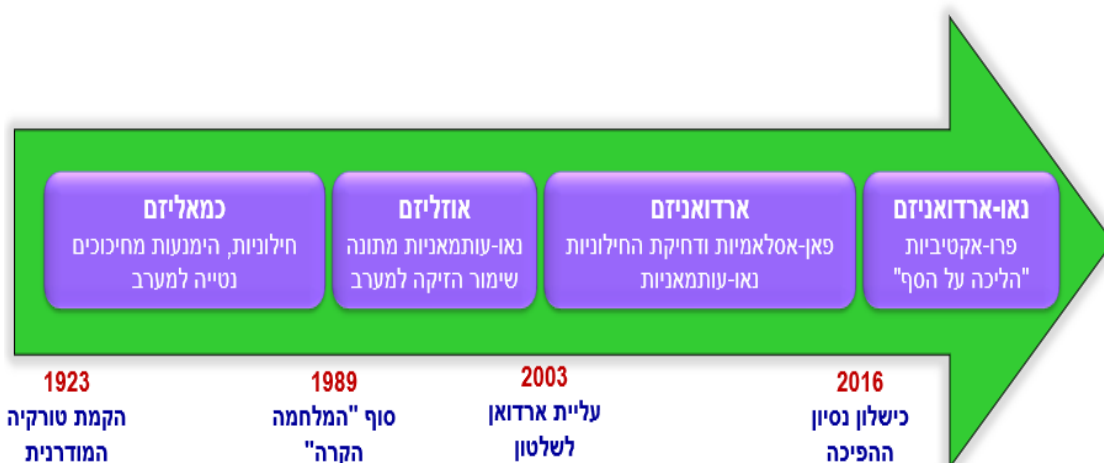 כמאליזם
חילוניות, הימנעות מחיכוכים
נטייה למערב
אוזליזם
נאו-עותמאניות מתונה
שימור הזיקה למערב
ארדואניזם
פאן-אסלאמיות ודחיקת החילוניות
נאו-עותמאניות
נאו-ארדואניזם
פרו-אקטיביות
"הליכה על הסף"
1923
הקמת טורקיה
המודרנית
1989
סוף "המלחמה
הקרה"
2003
עליית ארדואן
לשלטון
2016
כישלון נסיון
ההפיכה